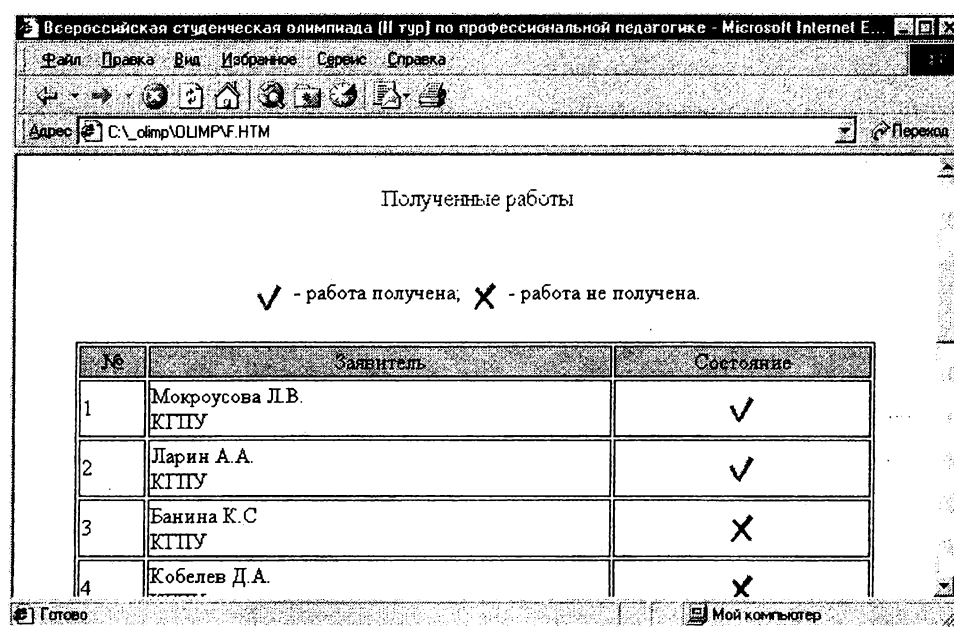 Всероссийская студенческая олимпиада (II тур) по профессиональной педагогике - Microsoft Internet E...
Файл Правка Вид Избранное Сервис Справка
Адрес C:\_olimp\OLIMP\F.HTM Переход
Полученные работы
- работа получена; - работа не получена.
№ Заявитель Состояние
1 Мокроусова Л.В.
КГПУ
2 Ларин А.А.
КГПУ
3 Банина К.С
КГПУ
4 Кобелев Д.А.
Готово Мой компьютер